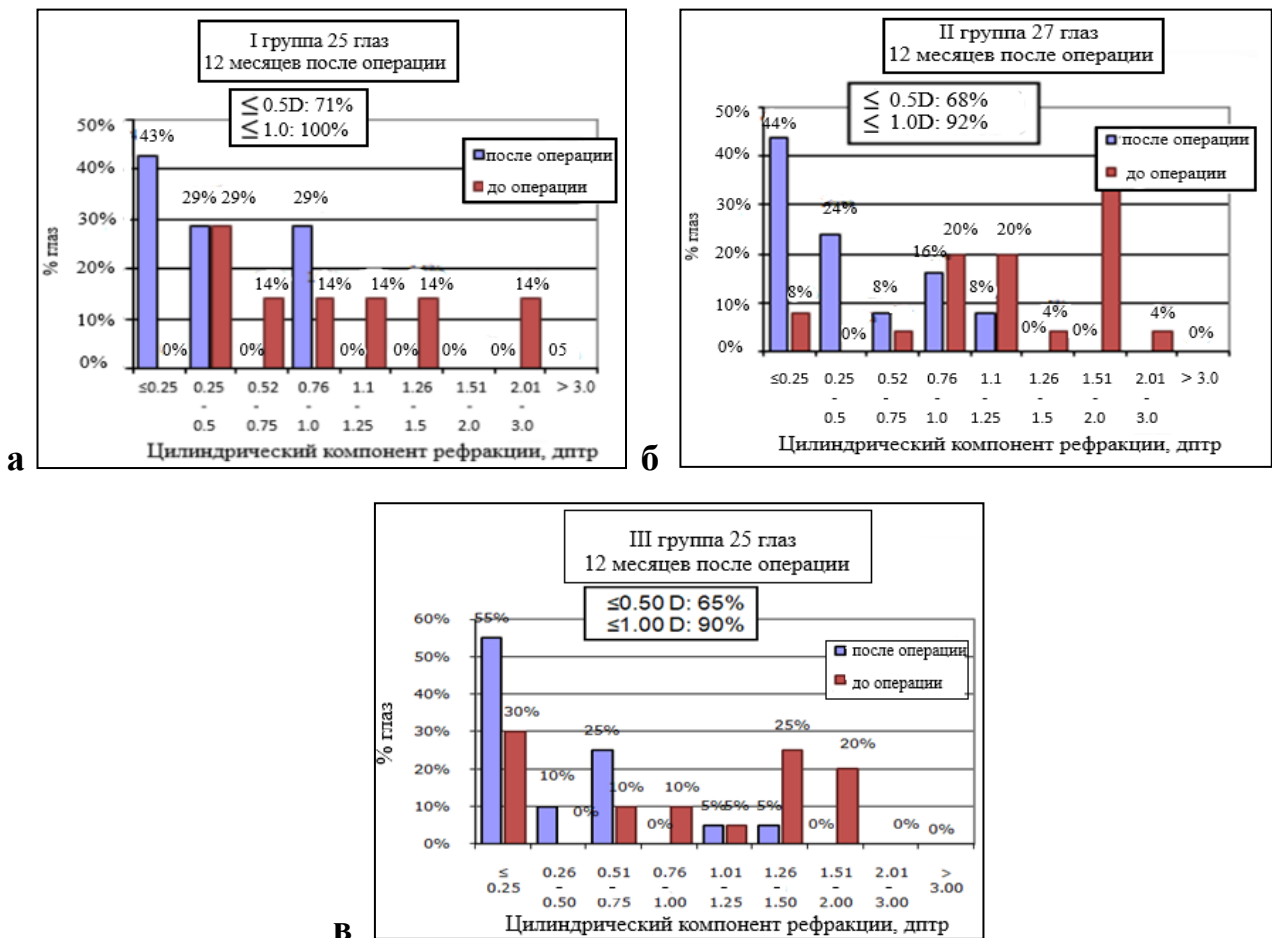 I группа 25 глаз
12 месяцев после операции
≤ 0.5D: 71%
≤ 1.0: 100%
50%
40%
30%
20%
10%
0%
% глаз
43%
0%
29%
29%
0%
14%
29%
14%
0%
14%
0%
14%
0%
0%
14%
05
после операции
до операции
≤0.25
0.25 - 0.5
0.52 - 0.75
0.76 - 1.0
1.1 - 1.25
1.26 - 1.5
1.51 - 2.0
2.01 - 3.0
> 3.0
Цилиндрический компонент рефракции, дптр
а
II группа 27 глаз
12 месяцев после операции
≤ 0.5D: 68%
≤ 1.0D: 92%
50%
40%
30%
20%
10%
0%
% глаз
44%
8%
24%
0%
8%
16%
20%
8%
20%
0%
4%
0%
4%
0%
после операции
до операции
≤0.25
0.25 - 0.5
0.52 - 0.75
0.76 - 1.0
1.1 - 1.25
1.26 - 1.5
1.51 - 2.0
2.01 - 3.0
> 3.0
Цилиндрический компонент рефракции, дптр
б
III группа 25 глаз
12 месяцев после операции
≤0.50 D: 65%
≤1.00 D: 90%
60%
50%
40%
30%
20%
10%
0%
% глаз
55%
30%
10%
0%
25%
10%
0%
10%
5%
5%
5%
25%
0%
20%
0%
0%
после операции
до операции
≤ 0.25
0.26 - 0.50
0.51 - 0.75
0.76 - 1.00
1.01 - 1.25
1.26 - 1.50
1.51 - 2.00
2.01 - 3.00
> 3.00
Цилиндрический компонент рефракции, дптр
в